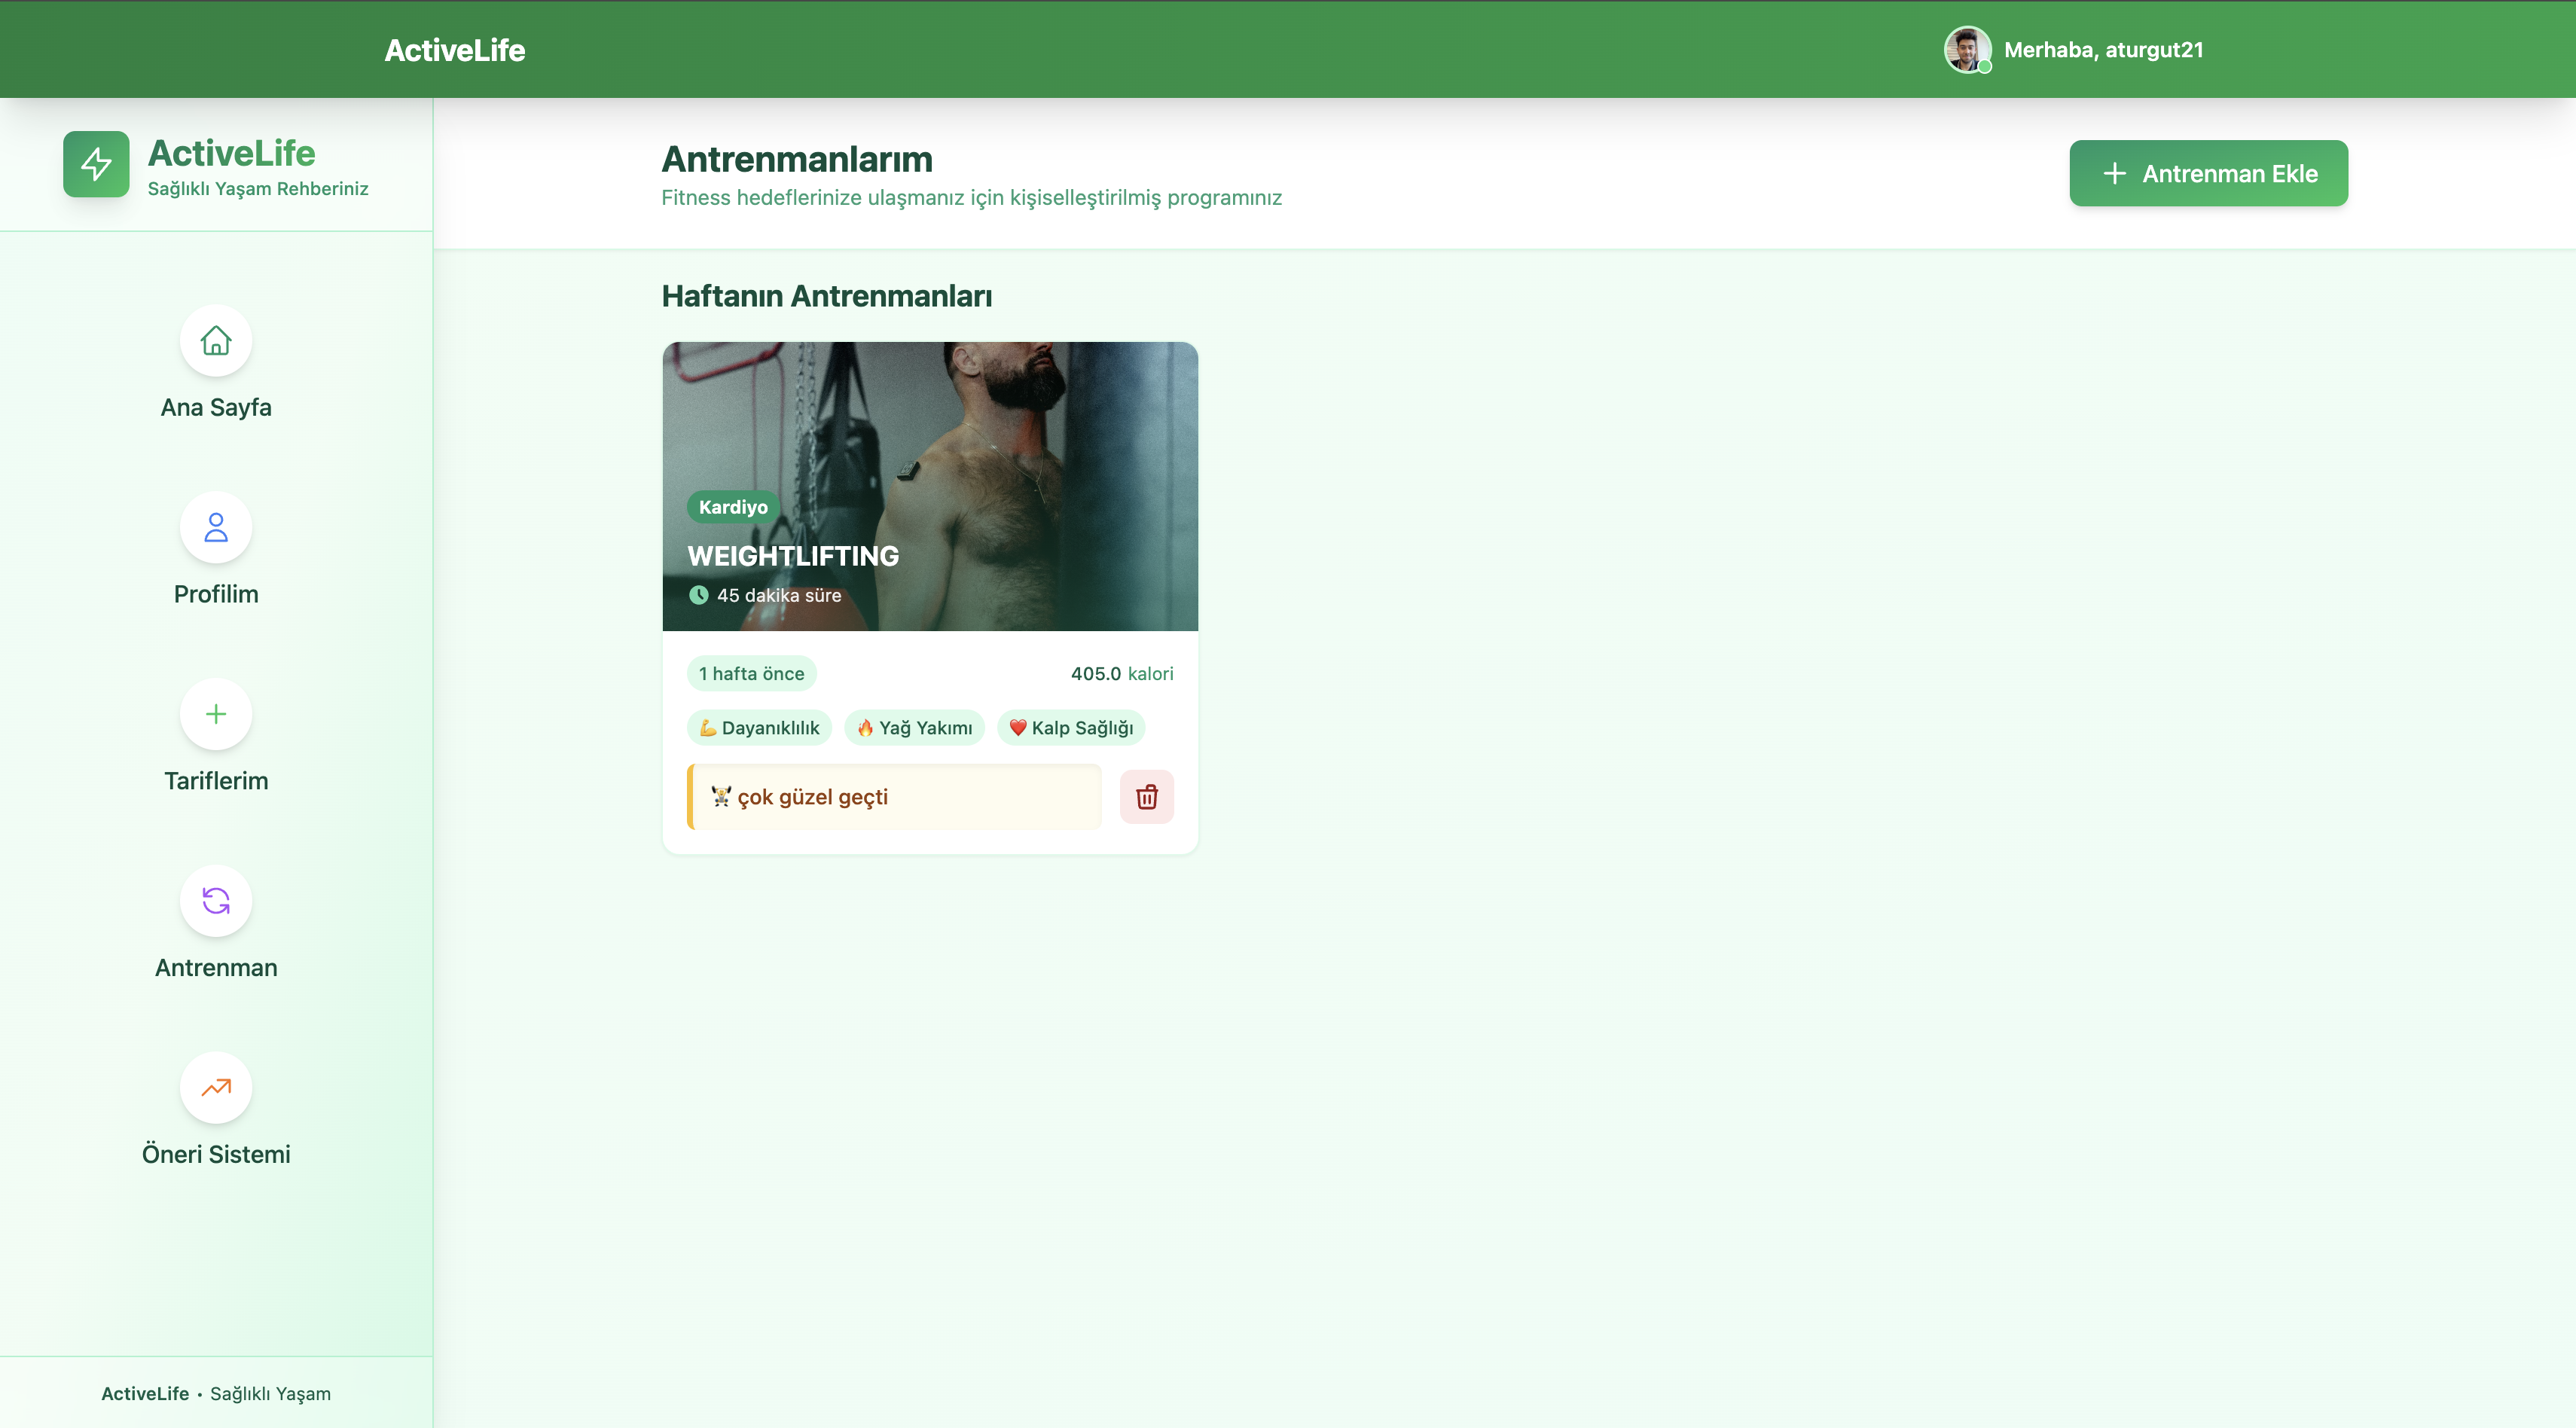 ActiveLife
Merhaba, aturgut21
ActiveLife
Sağlıklı Yaşam Rehberiniz
Ana Sayfa
Profilim
Tariflerim
Antrenman
Öneri Sistemi
ActiveLife • Sağlıklı Yaşam
Antrenmanlarım
Fitness hedeflerinize ulaşmanız için kişiselleştirilmiş programınız
Antrenman Ekle
Haftanın Antrenmanları
Kardiyo
WEIGHTLIFTING
45 dakika süre
1 hafta önce
405.0 kalori
💪 Dayanıklılık
🔥 Yağ Yakımı
❤️ Kalp Sağlığı
🏋️ çok güzel geçti